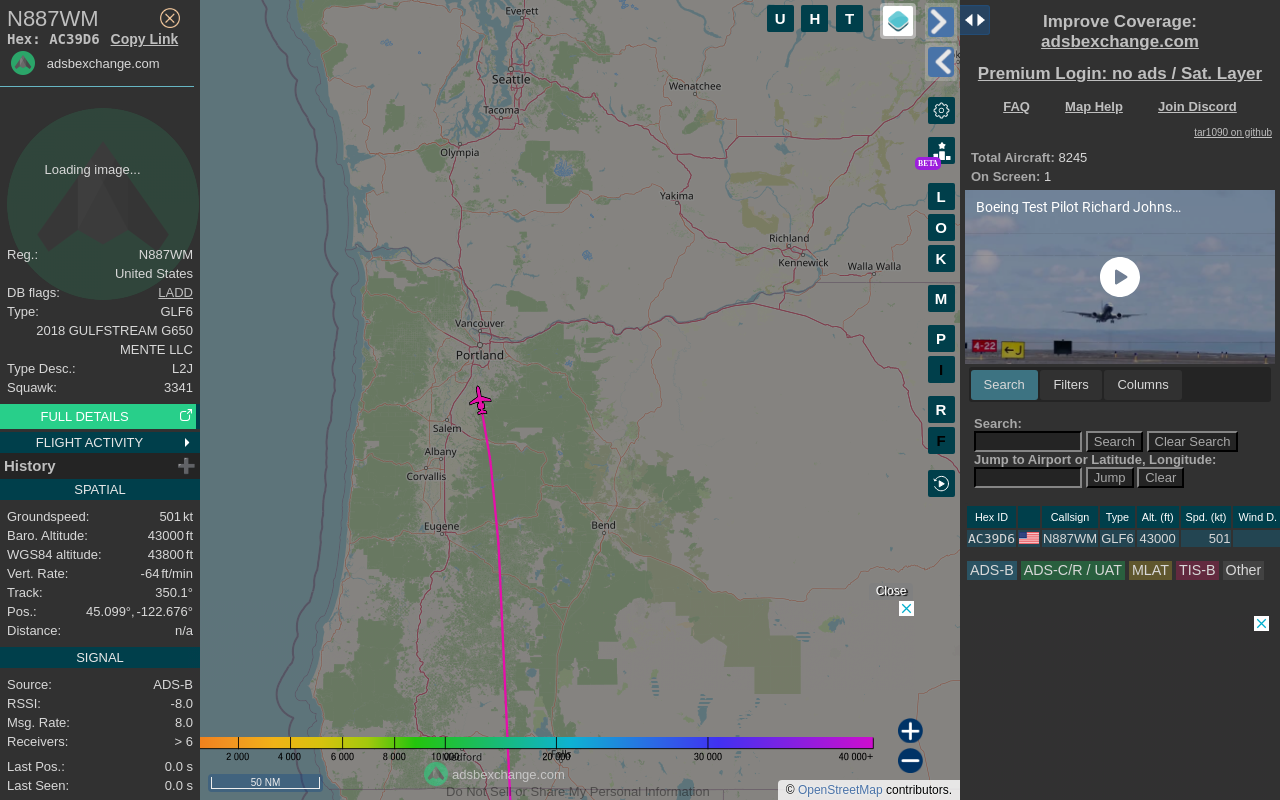 N887WM
Hex: AC39D6 Copy Link
adsbexchange.com
Loading image...
Reg.: N887WM
United States
DB flags: LADD
Type: GLF6
2018 GULFSTREAM G650
MENTE LLC
Type Desc.: L2J
Squawk: 3341
FULL DETAILS
FLIGHT ACTIVITY
History
SPATIAL
Groundspeed: 501 kt
Baro. Altitude: 43000 ft
WGS84 altitude: 43800 ft
Vert. Rate: -64 ft/min
Track: 350.1°
Pos.: 45.099°, -122.676°
Distance: n/a
SIGNAL
Source: ADS-B
RSSI: -8.0
Msg. Rate: 8.0
Receivers: > 6
Last Pos.: 0.0 s
Last Seen: 0.0 s
Everett
Seattle
Tacoma
Olympia
Wenatchee
Yakima
Richland
Kennewick
Walla Walla
Vancouver
Portland
Salem
Albany
Corvallis
Eugene
Bend
Medford
Falls
U H T
BETA
L
O
K
M
P
I
R
F
Close
2 000 4 000 6 000 8 000 10 000 20 000 30 000 40 000+
50 NM
adsbexchange.com
Do Not Sell or Share My Personal Information
© OpenStreetMap contributors.
Improve Coverage:
adsbexchange.com
Premium Login: no ads / Sat. Layer
FAQ Map Help Join Discord
tar1090 on github
Total Aircraft: 8245
On Screen: 1
Boeing Test Pilot Richard Johns…
4-22 J
Search Filters Columns
Search:
Search Clear Search
Jump to Airport or Latitude, Longitude:
Jump Clear
Hex ID Callsign Type Alt. (ft) Spd. (kt) Wind D.
AC39D6 N887WM GLF6 43000 501
ADS-B ADS-C/R / UAT MLAT TIS-B Other